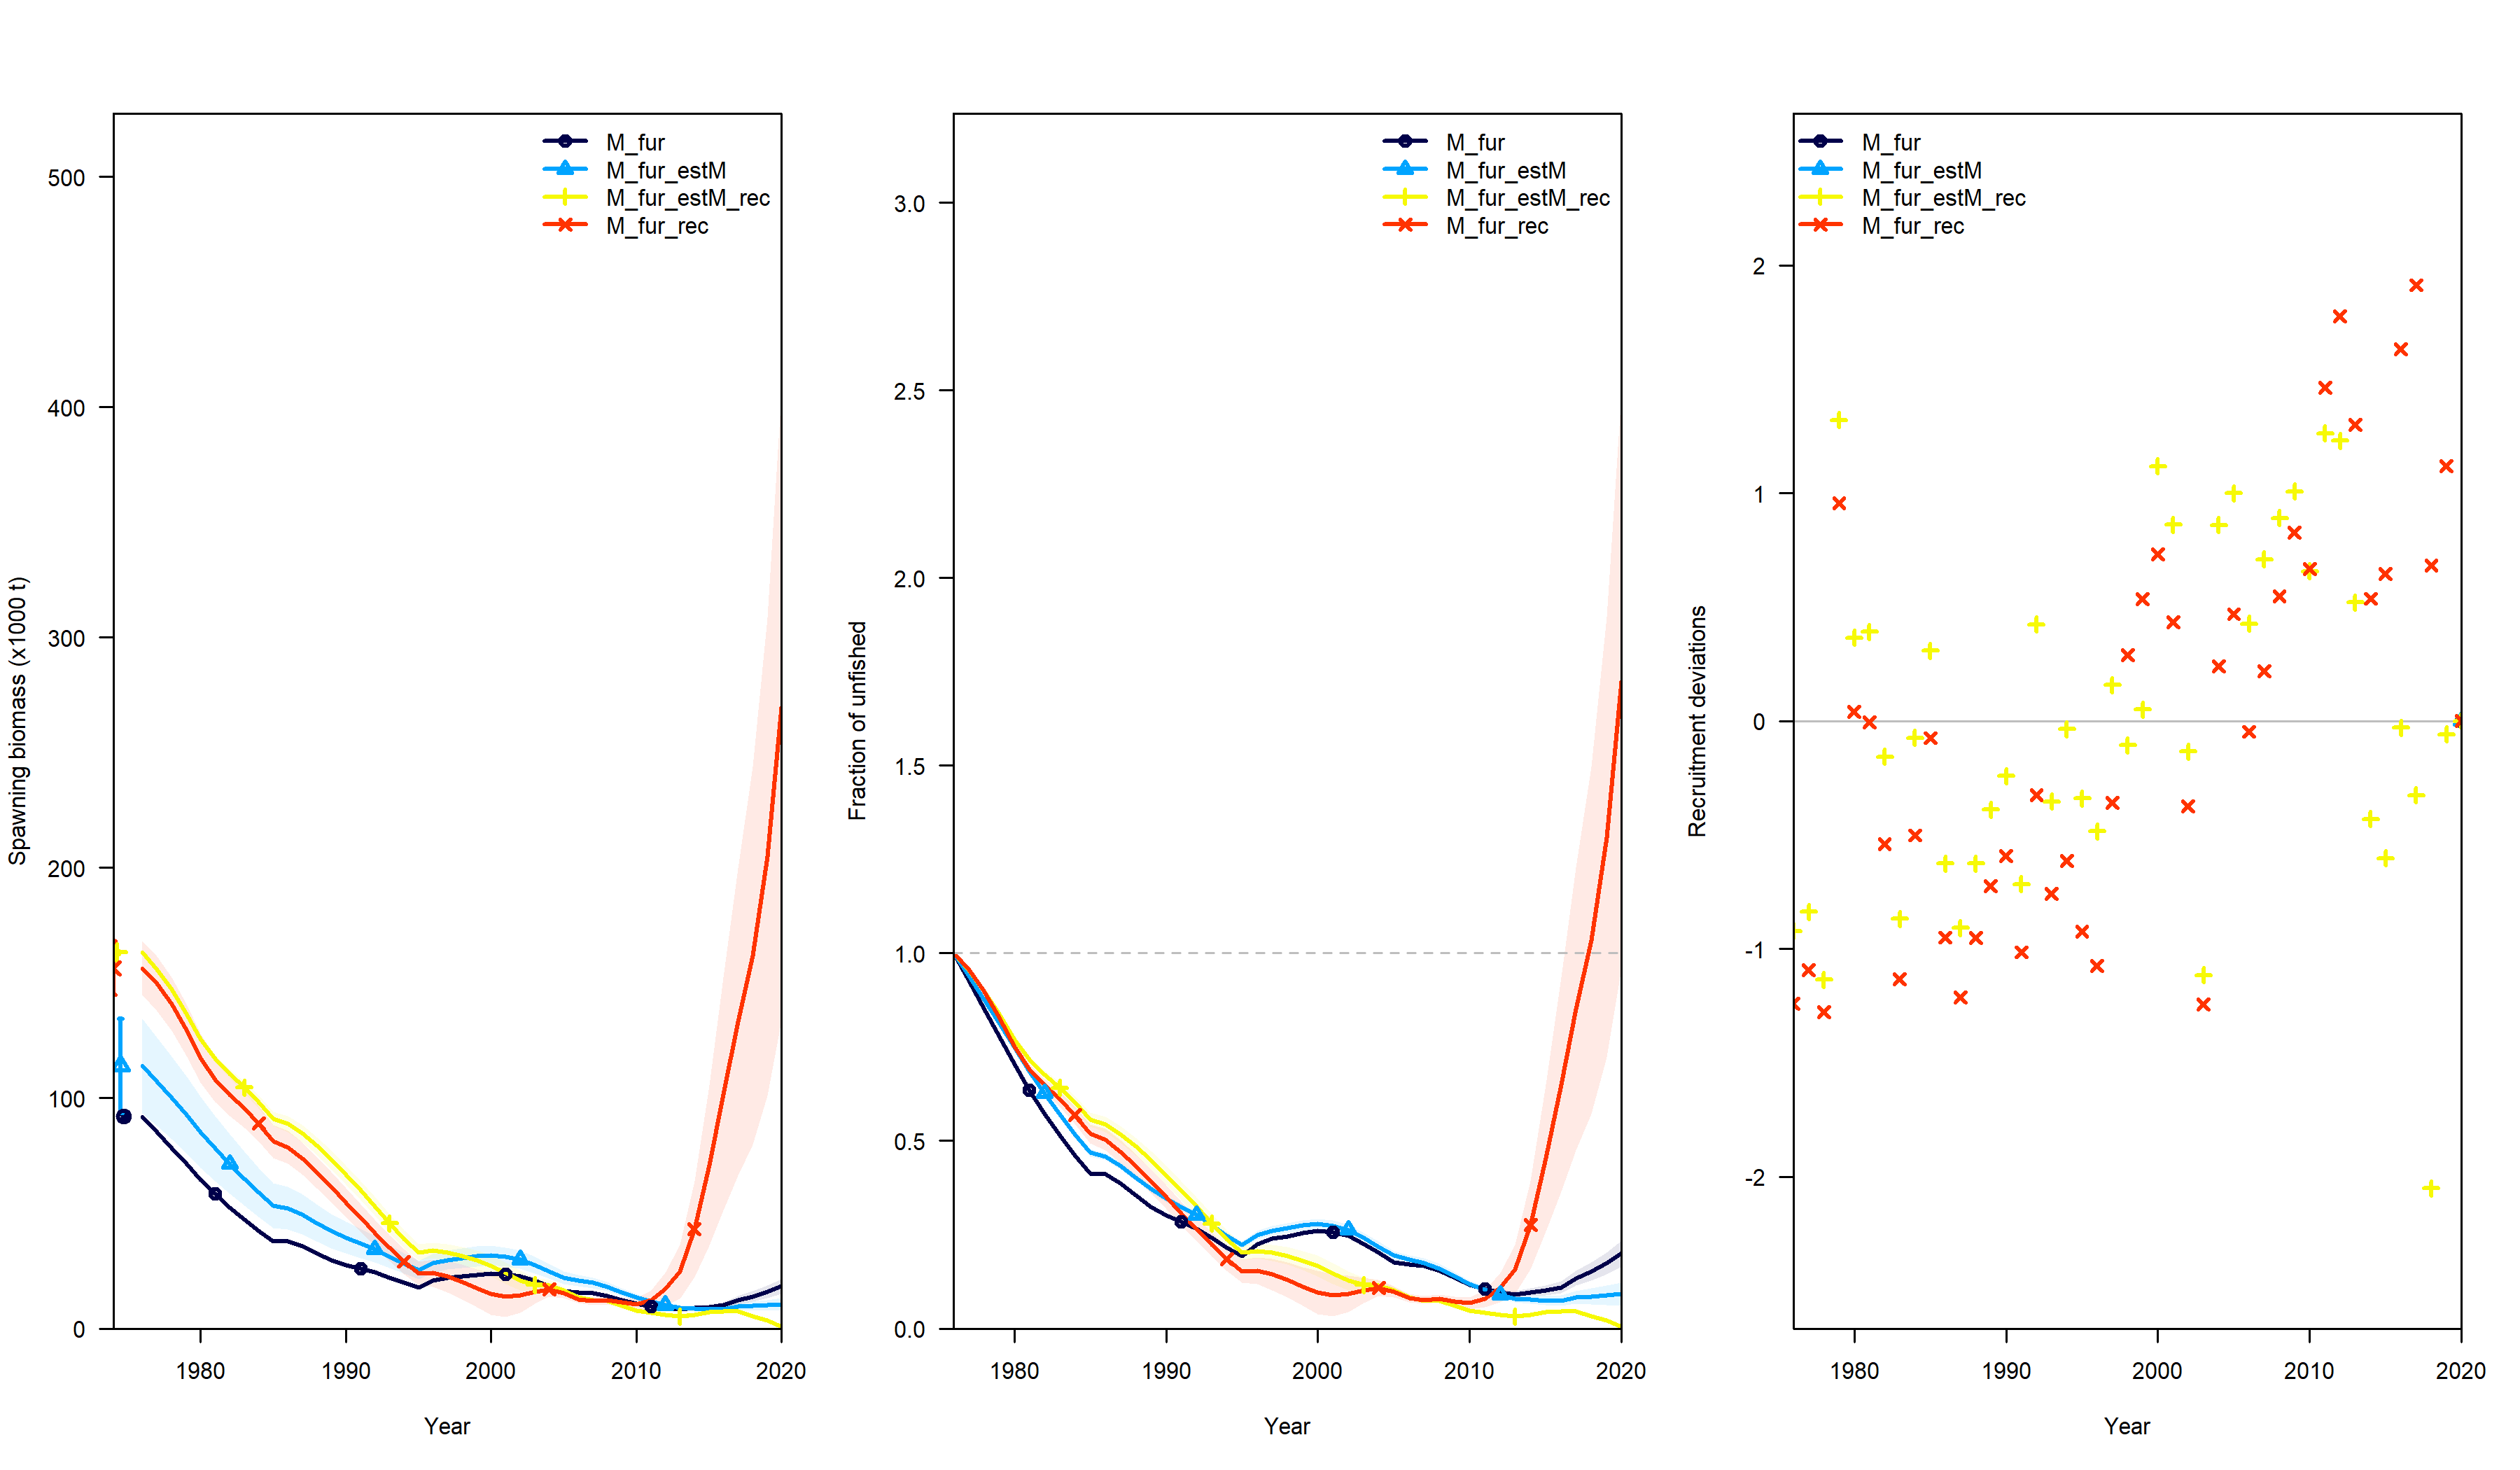 M_fur
M_fur_estM
M_fur_estM_rec
M_fur_rec
500
400
300
200
100
0
Spawning biomass (x1000 t)
1980
1990
2000
2010
2020
Year
M_fur
M_fur_estM
M_fur_estM_rec
M_fur_rec
3.0
2.5
2.0
1.5
1.0
0.5
0.0
Fraction of unfished
1980
1990
2000
2010
2020
Year
M_fur
M_fur_estM
M_fur_estM_rec
M_fur_rec
2
1
0
-1
-2
Recruitment deviations
1980
1990
2000
2010
2020
Year